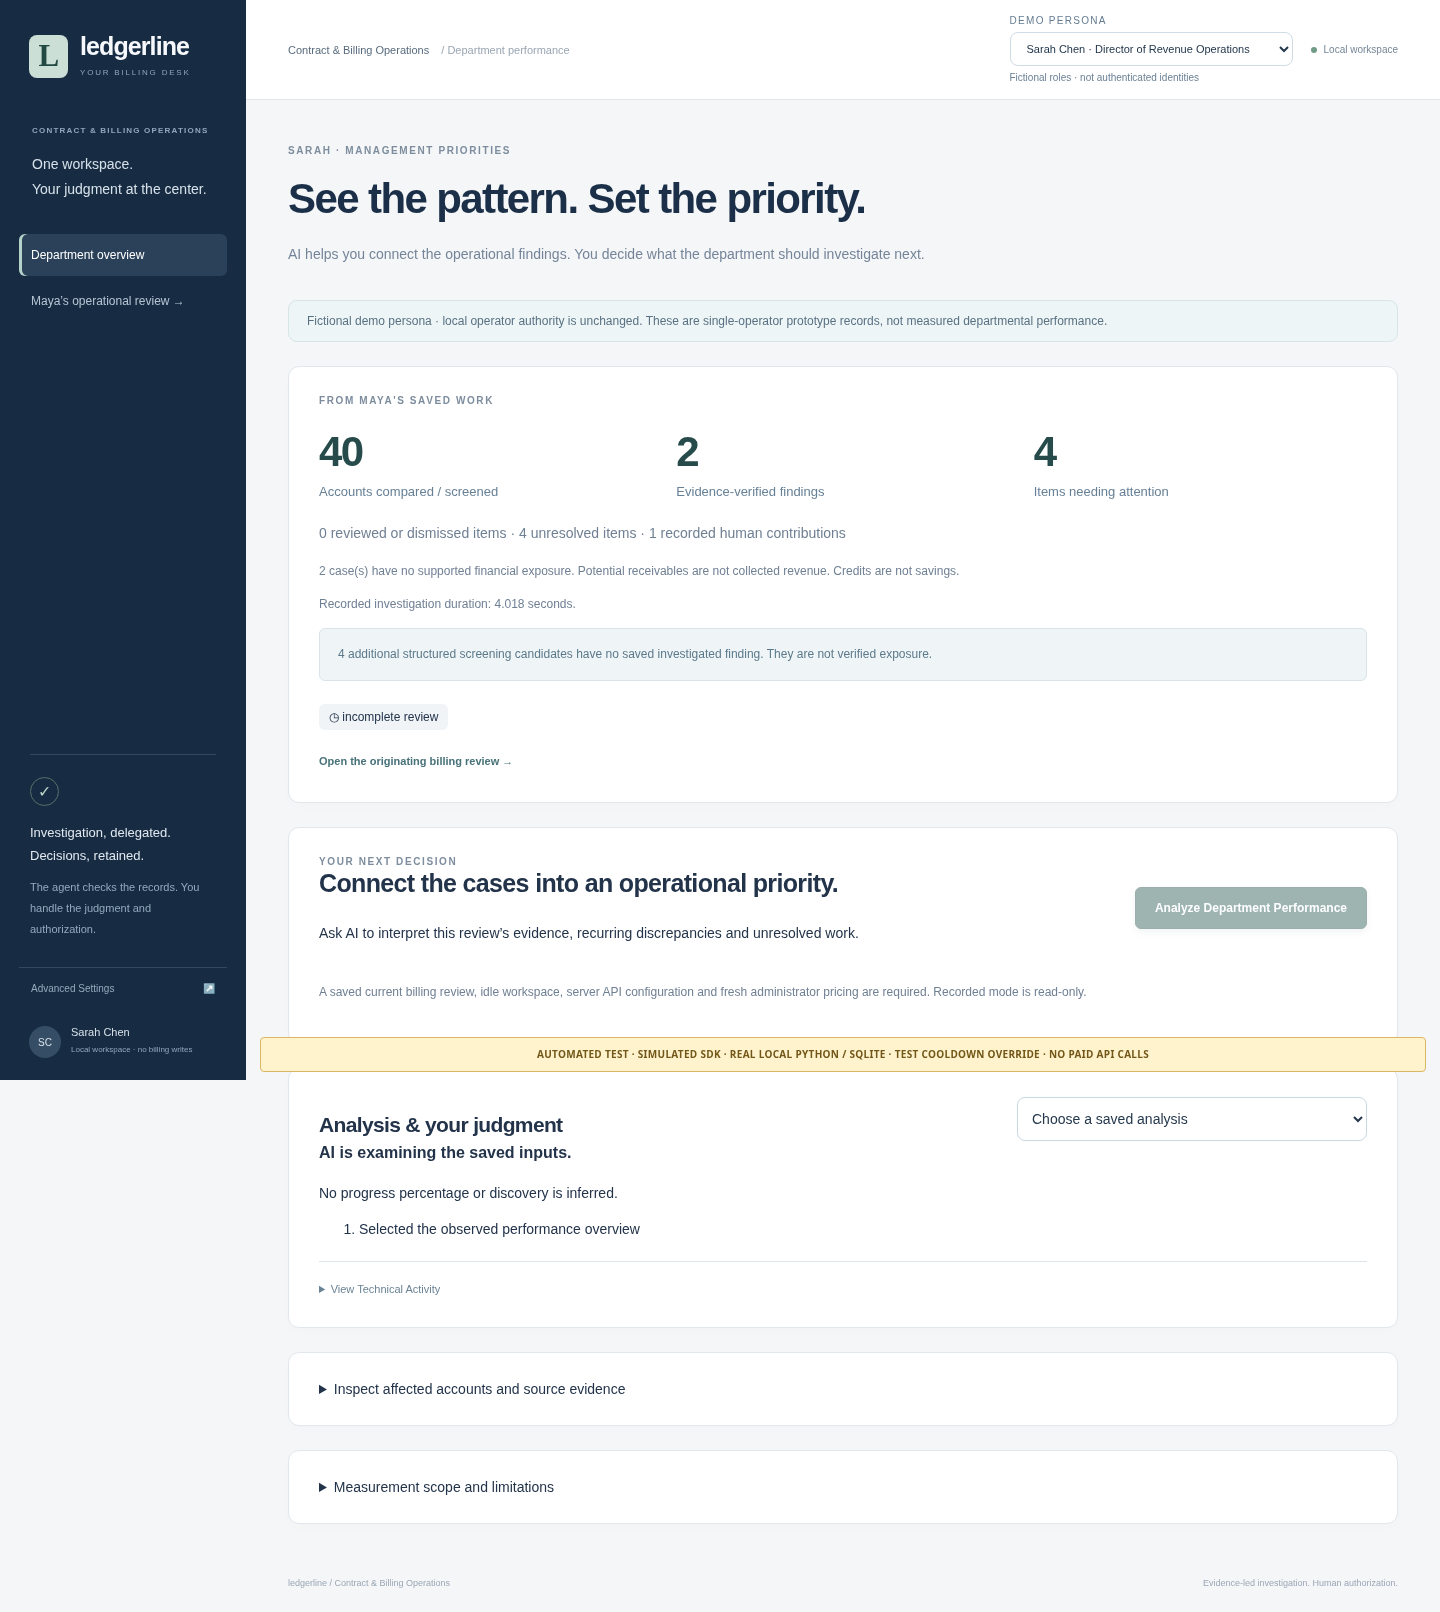 L
ledgerline
YOUR BILLING DESK
CONTRACT & BILLING OPERATIONS
One workspace.
Your judgment at the center.
Department overview
Maya's operational review →
✓
Investigation, delegated.
Decisions, retained.
The agent checks the records. You
handle the judgment and
authorization.
Advanced Settings ↗
SC
Sarah Chen
Local workspace · no billing writes
Contract & Billing Operations / Department performance
DEMO PERSONA
Sarah Chen · Director of Revenue Operations
Local workspace
Fictional roles · not authenticated identities
SARAH · MANAGEMENT PRIORITIES
See the pattern. Set the priority.
AI helps you connect the operational findings. You decide what the department should investigate next.
Fictional demo persona · local operator authority is unchanged. These are single-operator prototype records, not measured departmental performance.
FROM MAYA'S SAVED WORK
40
Accounts compared / screened
2
Evidence-verified findings
4
Items needing attention
0 reviewed or dismissed items · 4 unresolved items · 1 recorded human contributions
2 case(s) have no supported financial exposure. Potential receivables are not collected revenue. Credits are not savings.
Recorded investigation duration: 4.018 seconds.
4 additional structured screening candidates have no saved investigated finding. They are not verified exposure.
◷ incomplete review
Open the originating billing review →
YOUR NEXT DECISION
Connect the cases into an operational priority.
Ask AI to interpret this review’s evidence, recurring discrepancies and unresolved work.
Analyze Department Performance
A saved current billing review, idle workspace, server API configuration and fresh administrator pricing are required. Recorded mode is read-only.
AUTOMATED TEST · SIMULATED SDK · REAL LOCAL PYTHON / SQLITE · TEST COOLDOWN OVERRIDE · NO PAID API CALLS
Analysis & your judgment
Choose a saved analysis
AI is examining the saved inputs.
No progress percentage or discovery is inferred.
1. Selected the observed performance overview
View Technical Activity
Inspect affected accounts and source evidence
Measurement scope and limitations
ledgerline / Contract & Billing Operations
Evidence-led investigation. Human authorization.